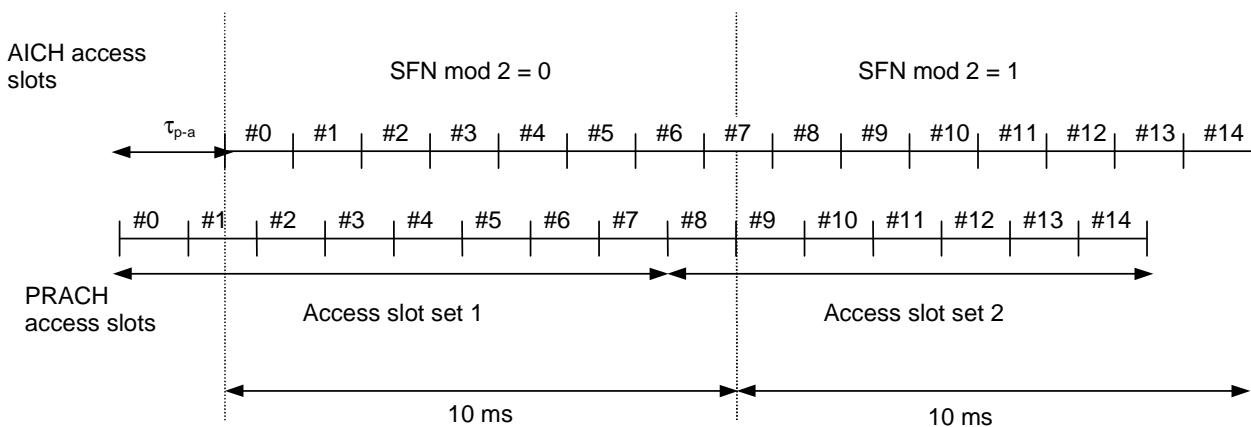 AICH access
slots
SFN mod 2 = 0
SFN mod 2 = 1
τp-a
#0 #1 #2 #3 #4 #5 #6 #7 #8 #9 #10 #11 #12 #13 #14
#0 #1 #2 #3 #4 #5 #6 #7 #8 #9 #10 #11 #12 #13 #14
PRACH
access slots
Access slot set 1
Access slot set 2
10 ms
10 ms